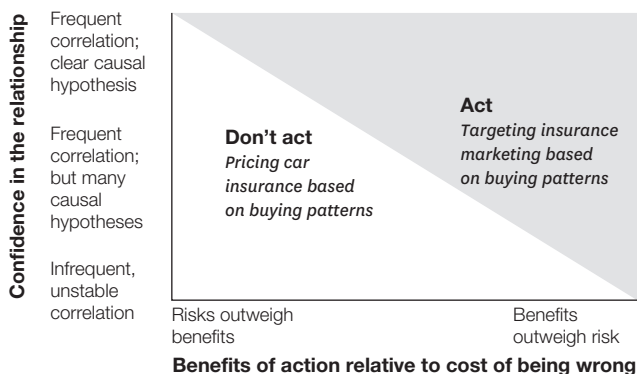 Confidence in the relationship
Frequent
correlation;
clear causal
hypothesis
Frequent
correlation;
but many
causal
hypotheses
Infrequent,
unstable
correlation
Don’t act
Pricing car
insurance based
on buying patterns
Act
Targeting insurance
marketing based
on buying patterns
Risks outweigh
benefits
Benefits
outweigh risk
Benefits of action relative to cost of being wrong